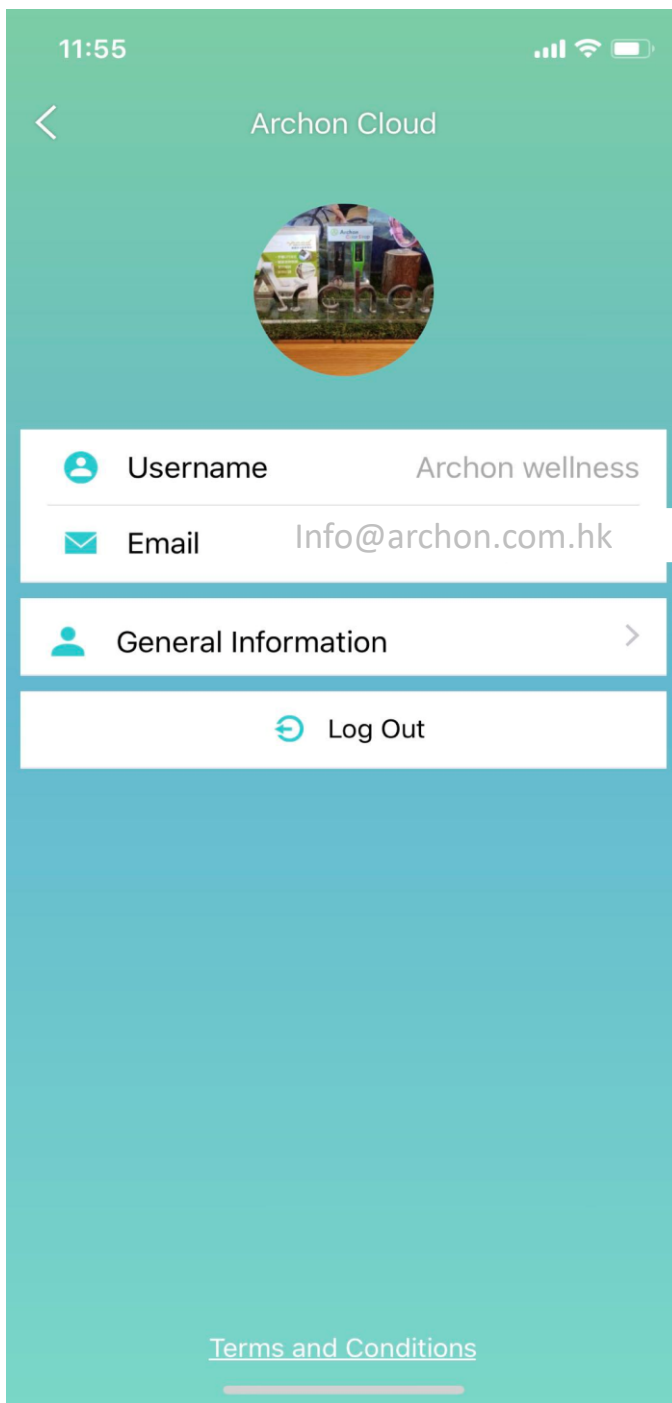 11:55
Archon Cloud
Archon
Username
Archon wellness
Email
Info@archon.com.hk
General Information
Log Out
Terms and Conditions